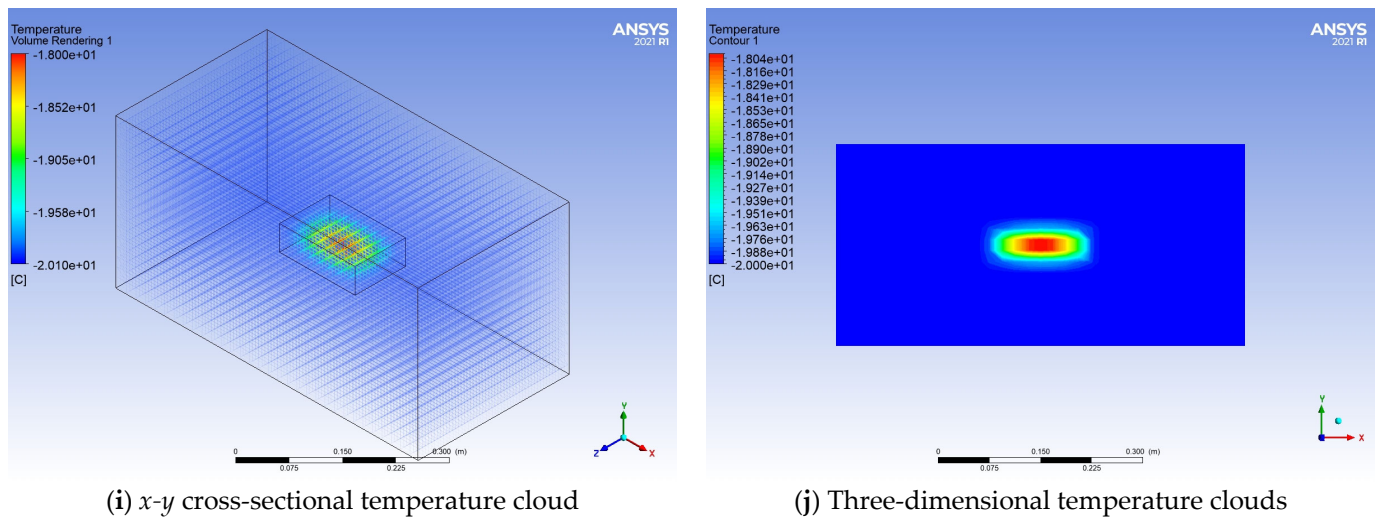 Temperature
Volume Rendering 1
-1.800e+01
-1.852e+01
-1.905e+01
-1.958e+01
-2.010e+01
[C]
ANSYS
2021 R1
Y
Z
X
0
0.150
0.300
(m)
0.075
0.225
(i) x-y cross-sectional temperature cloud
Temperature
Contour 1
-1.804e+01
-1.816e+01
-1.829e+01
-1.841e+01
-1.853e+01
-1.865e+01
-1.878e+01
-1.890e+01
-1.902e+01
-1.914e+01
-1.927e+01
-1.939e+01
-1.951e+01
-1.963e+01
-1.976e+01
-1.988e+01
-2.000e+01
[C]
ANSYS
2021 R1
Y
X
0
0.150
0.300
(m)
0.075
0.225
(j) Three-dimensional temperature clouds